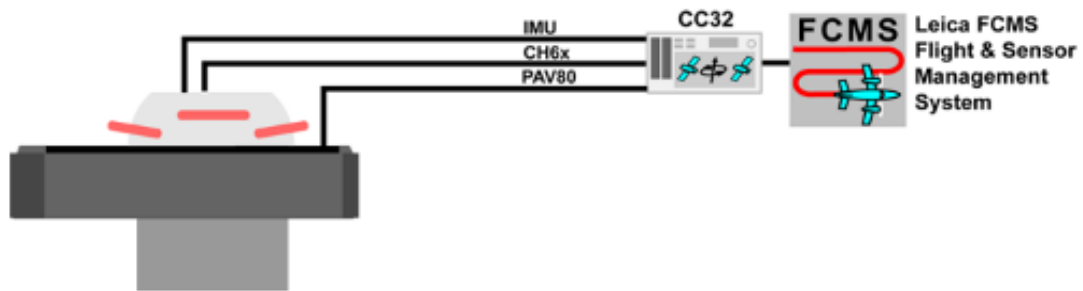 IMU
CH6x
PAV80
CC32
FCMS
Leica FCMS
Flight & Sensor
Management
System